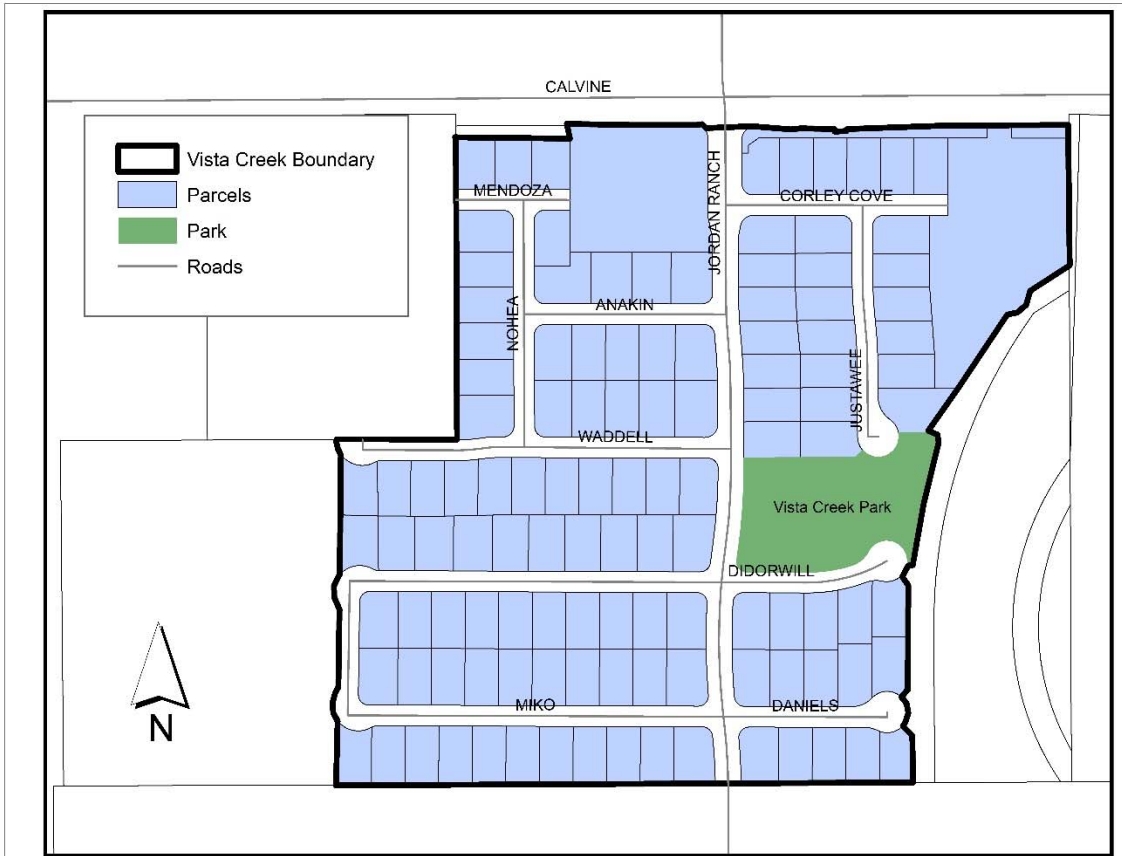 CALVINE
Vista Creek Boundary
Parcels
Park
Roads
MENDOZA
JORDAN RANCH
CORLEY COVE
NOHEA
ANAKIN
JUSTAWEE
WADDELL
Vista Creek Park
DIDORWILL
MIKO
DANIELS
N